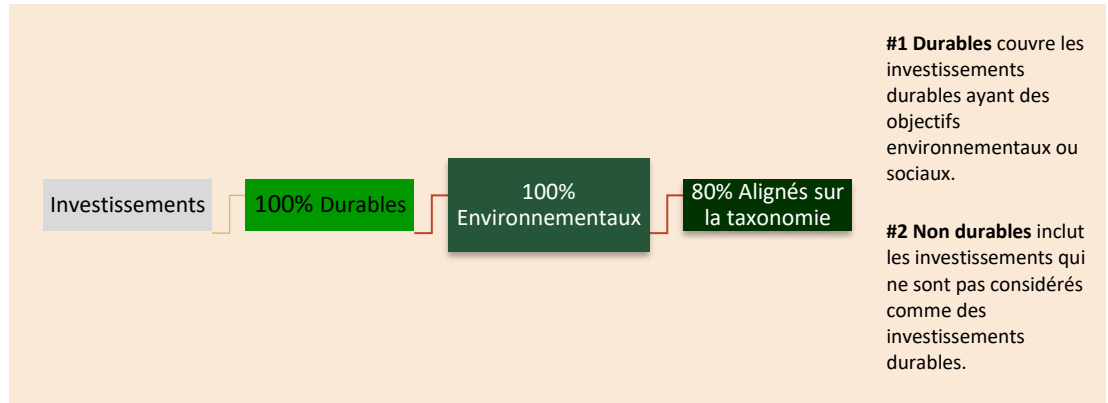 Investissements
100% Durables
100%
Environnementaux
80% Alignés sur
la taxonomie
#1 Durables couvre les
investissements
durables ayant des
objectifs
environnementaux ou
sociaux.
#2 Non durables inclut
les investissements qui
ne sont pas considérés
comme des
investissements
durables.